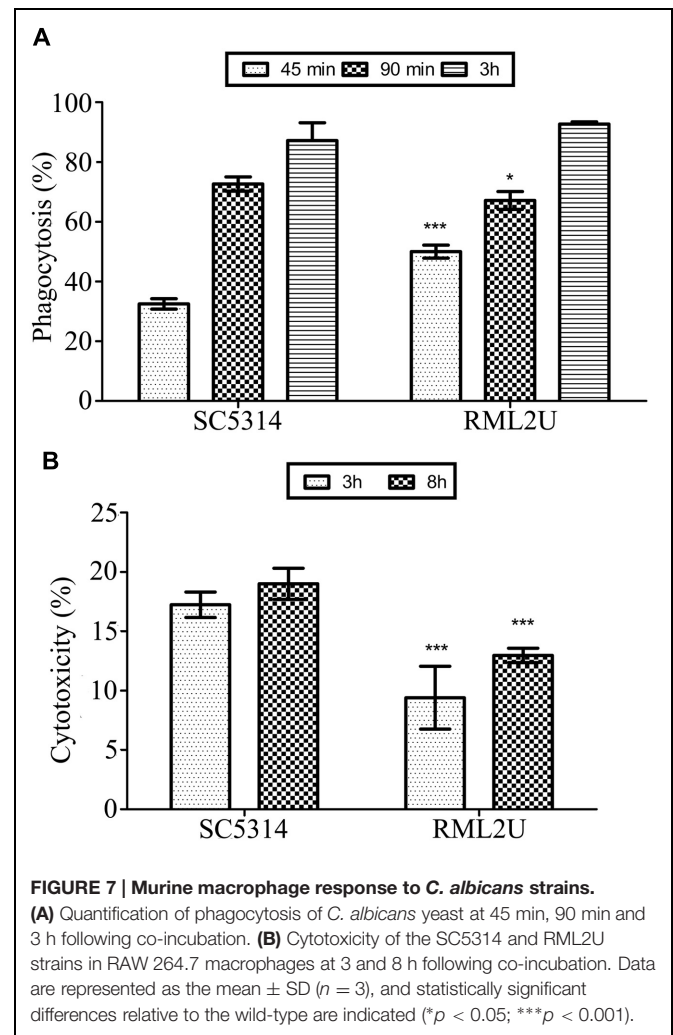 A
45 min 90 min 3h
100
80
60
40
20
0
Phagocytosis (%)
***
*
SC5314 RML2U
B
3h 8h
25
20
15
10
5
0
Cytotoxicity (%)
***
***
SC5314 RML2U
FIGURE 7 | Murine macrophage response to C. albicans strains.
(A) Quantification of phagocytosis of C. albicans yeast at 45 min, 90 min and
3 h following co-incubation. (B) Cytotoxicity of the SC5314 and RML2U
strains in RAW 264.7 macrophages at 3 and 8 h following co-incubation. Data
are represented as the mean ± SD (n = 3), and statistically significant
differences relative to the wild-type are indicated (*p < 0.05; ***p < 0.001).